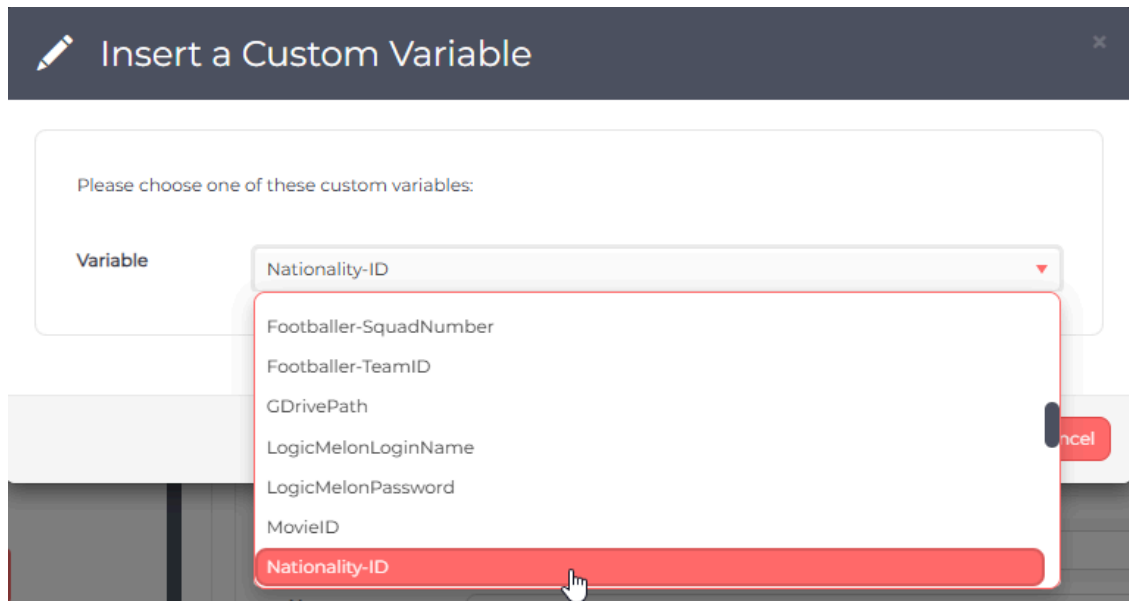 Insert a Custom Variable
Please choose one of these custom variables:
Variable
Nationality-ID
Footballer-SquadNumber
Footballer-TeamID
GDrivePath
LogicMelonLoginName
LogicMelonPassword
MovieID
Nationality-ID